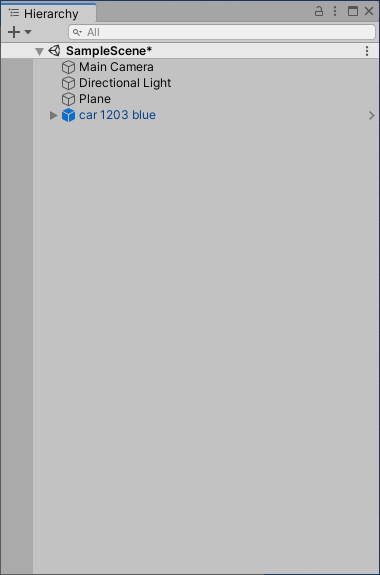 Hierarchy
All
SampleScene*
Main Camera
Directional Light
Plane
car 1203 blue